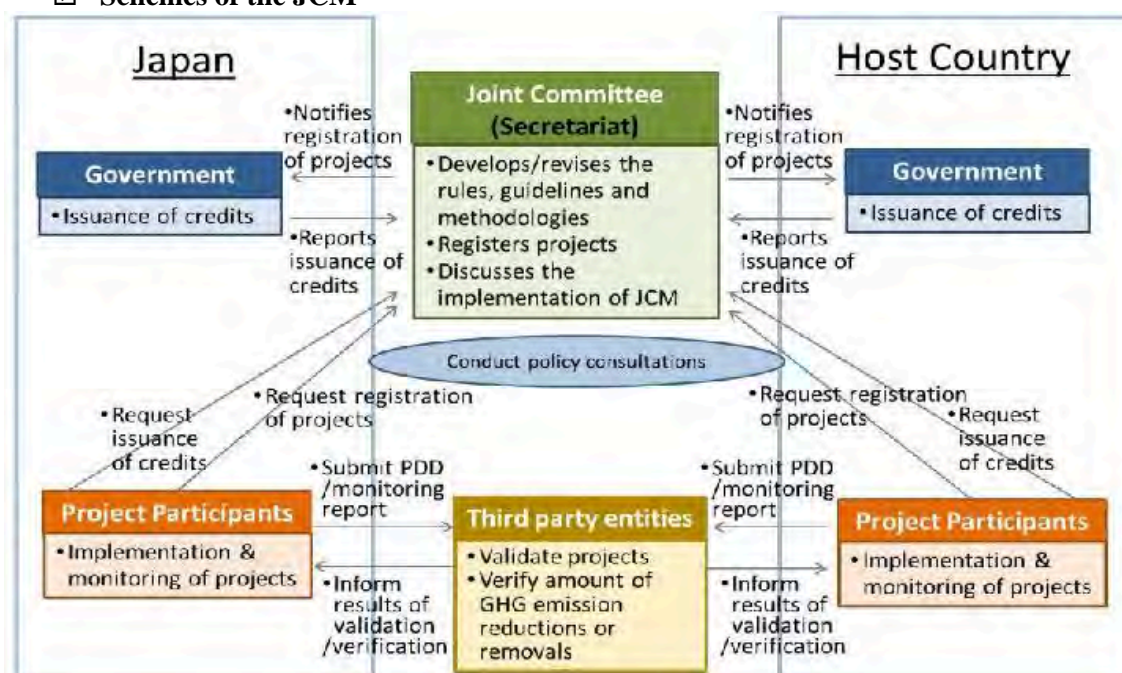 Schemes of the JCM
Japan
Host Country
Joint Committee
(Secretariat)
•Develops/revises the
rules, guidelines and
methodologies
•Registers projects
•Discusses the
implementation of JCM
•Notifies
registration
of projects
•Notifies
registration
of projects
Government
•Issuance of credits
Government
•Issuance of credits
•Reports
issuance of
credits
•Reports
issuance of
credits
Conduct policy consultations
•Request
issuance
of credits
•Request registration
of projects
•Request registration
of projects
•Request
issuance
of credits
•Submit PDD
/monitoring
report
•Submit PDD
/monitoring
report
Project Participants
•Implementation &
monitoring of projects
Third party entities
•Validate projects
•Verify amount of
GHG emission
reductions or
removals
Project Participants
•Implementation &
monitoring of projects
•Inform
results of
validation
/verification
•Inform
results of
validation
/verification